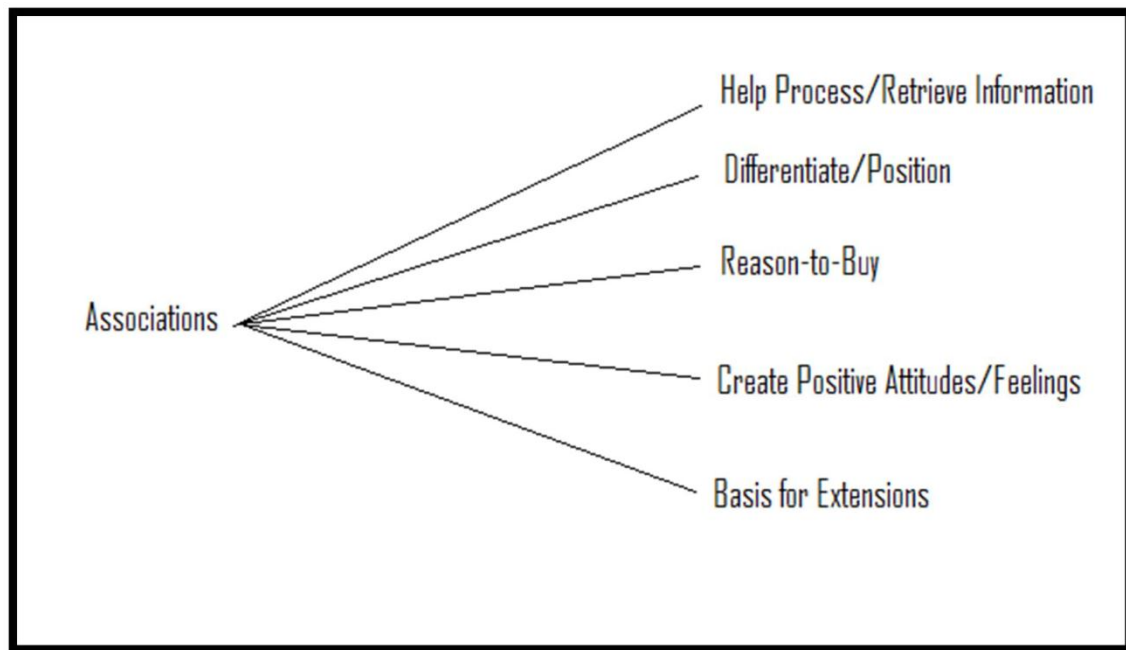 Help Process/Retrieve Information
Differentiate/Position
Reason-to-Buy
Associations
Create Positive Attitudes/Feelings
Basis for Extensions